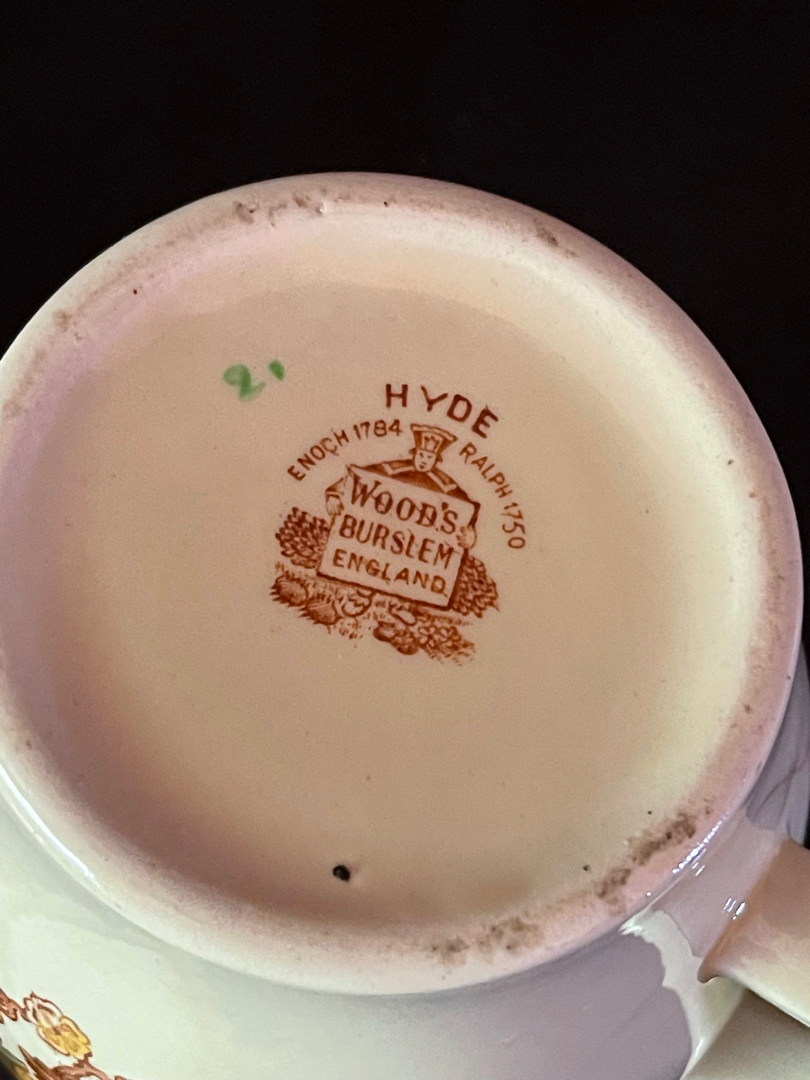 2.
HYDE
ENOCH 1784 RALPH 1750
WOOD'S
BURSLEM
ENGLAND.